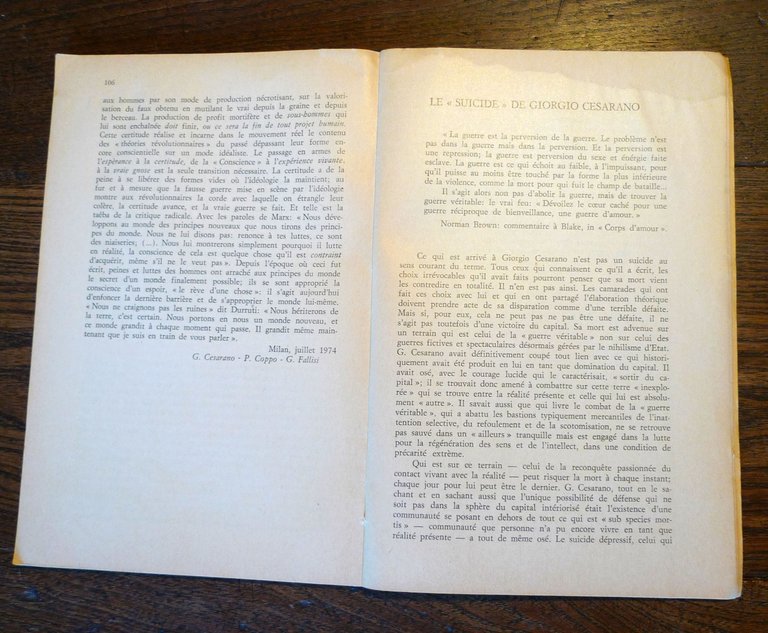 106
aux hommes par son mode de production nécrotisant, sur la valori-
sation du faux obtenu en mutilant le vrai depuis la graine et depuis
le berceau. La production de profit mortifère et de sous-hommes qui
lui sont enchaînés doit finir, ou ce sera la fin de tout projet humain.
Cette certitude réalise et incarne dans le mouvement réel le contenu
des « théories révolutionnaires » du passé dépassant leur forme en-
core conscientielle sur un mode idéaliste. Le passage en armes de
l'espérance à la certitude, de la « Conscience » à l'expérience vivante,
à la vraie gnose est la seule transition nécessaire. La certitude a de la
peine à se libérer des formes vides où l'idéologie la maintient; au
fur et à mesure que la fausse guerre mise en scène par l'idéologie
montre aux révolutionnaires la corde avec laquelle on étrangle leur
colère, la certitude avance, et la vraie guerre se fait. Et telle est la
tâche de la critique radicale. Avec les paroles de Marx: « Nous déve-
loppons au monde des principes nouveaux que nous tirons des princi-
pes du monde. Nous ne lui disons pas: renonce à tes luttes, ce sont
des niaiseries; (...). Nous lui montrerons simplement pourquoi il lutte
en réalité, la conscience de cela est quelque chose qu'il est contraint
d'acquérir, même s'il ne le veut pas ». Depuis l'époque où ceci fut
écrit, peines et luttes des hommes ont arraché aux principes du monde
le secret d'un monde finalement possible; ils se sont approprié la
conscience d'un espoir, « le rêve d'une chose »: il s'agit aujourd'hui
d'enfoncer la dernière barrière et de s'approprier le monde lui-même.
« Nous ne craignons pas les ruines » dit Durruti: « Nous hériterons de
la terre, c'est certain. Nous portons en nous un monde nouveau, et
ce monde grandit à chaque moment qui passe. Il grandit même main-
tenant que je suis en train de vous parler ».
Milan, juillet 1974
G. Cesarano - P. Coppo - G. Fallisi
LE « SUICIDE » DE GIORGIO CESARANO
« La guerre est la perversion de la guerre. Le problème n'est
pas dans la guerre mais dans la perversion. Et la perversion en
une repression; la guerre est perversion du sexe et énergie faite
esclave. La guerre est ce qui échoit au faible, à l'impuissant, pour
qu'il puisse au moins être touché par la forme la plus inférieure
de la violence, comme la mort pour qui fuit le champ de bataille...
Il s'agit alors non pas d'abolir la guerre, mais de trouver la
guerre véritable: le vrai feu: « Dévoilez le cœur caché pour une
guerre réciproque de bienveillance, une guerre d'amour. »
Norman Brown: commentaire à Blake, in « Corps d'amour ».
Ce qui est arrivé à Giorgio Cesarano n'est pas un suicide au
sens courant du terme. Tous ceux qui connaissent ce qu'il a écrit, les
choix irrévocables qu'il avait faits pourront penser que sa mort vient
les contredire en totalité. Il n'en est pas ainsi. Les camarades qui ont
fait ces choix avec lui et qui en ont partagé l'élaboration théorique
doivent prendre acte de sa disparition comme d'une terrible défaite.
Mais si, pour eux, cela ne peut pas ne pas être une défaite, il ne
s'agit pas toutefois d'une victoire du capital. Sa mort est advenue sur
un terrain qui est celui de la « guerre véritable » non sur celui des
guerres fictives et spectaculaires désormais gérées par le nihilisme d'Etat.
G. Cesarano avait définitivement coupé tout lien avec ce qui histori-
quement avait été produit en lui en tant que domination du capital. Il
avait osé, avec le courage lucide qui le caractérisait, « sortir du ca-
pital »; il se trouvait donc amené à combattre sur cette terre « inexplo-
rée » qui se trouve entre la réalité présente et celle qui est absolu-
ment « autre ». Il savait aussi que qui livre le combat de la « guerre
véritable », qui a abattu les bastions typiquement mercantiles de l'inat-
tention selective, du refoulement et de la scotomisation, ne se retrouve
pas sauvé dans un « ailleurs » tranquille mais est engagé dans la lutte
pour la régénération des sens et de l'intellect, dans une condition de
précarité extrême.
Qui est sur ce terrain — celui de la reconquête passionnée du
contact vivant avec la réalité — peut risquer la mort à chaque instant;
chaque jour pour lui peut être le dernier. G. Cesarano, tout en le sa-
chant et en sachant aussi que l'unique possibilité de défense qui ne
soit pas dans la sphère du capital intériorisé était l'existence d'une
communauté se posant en dehors de tout ce qui est « sub species mor-
tis » — communauté que personne n'a pu encore vivre en tant que
réalité présente — a tout de même osé. Le suicide dépressif, celui qui